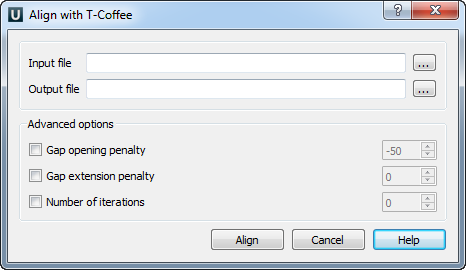 U Align with T-Coffee ? X
Input file ...
Output file ...
Advanced options
Gap opening penalty -50
Gap extension penalty 0
Number of iterations 0
Align Cancel Help